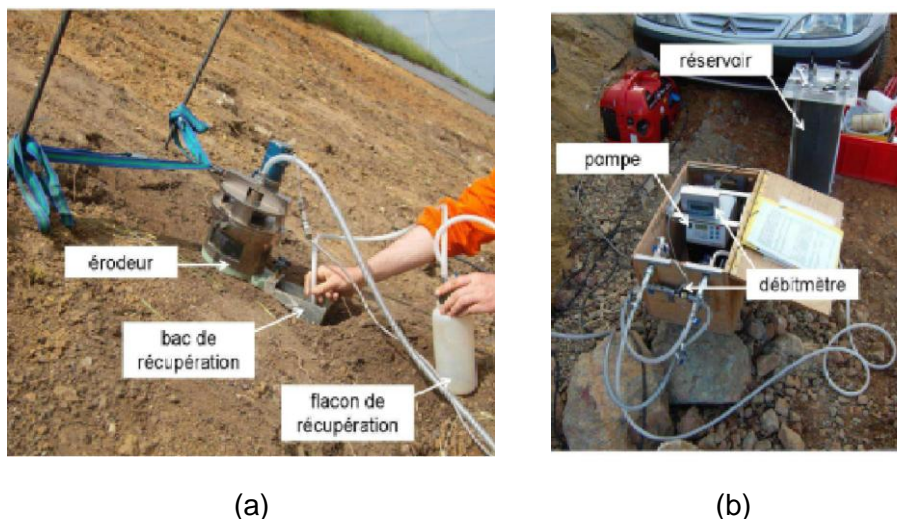 érodeur
bac de
récupération
flacon de
récupération
réservoir
pompe
débitmètre
(a)
(b)